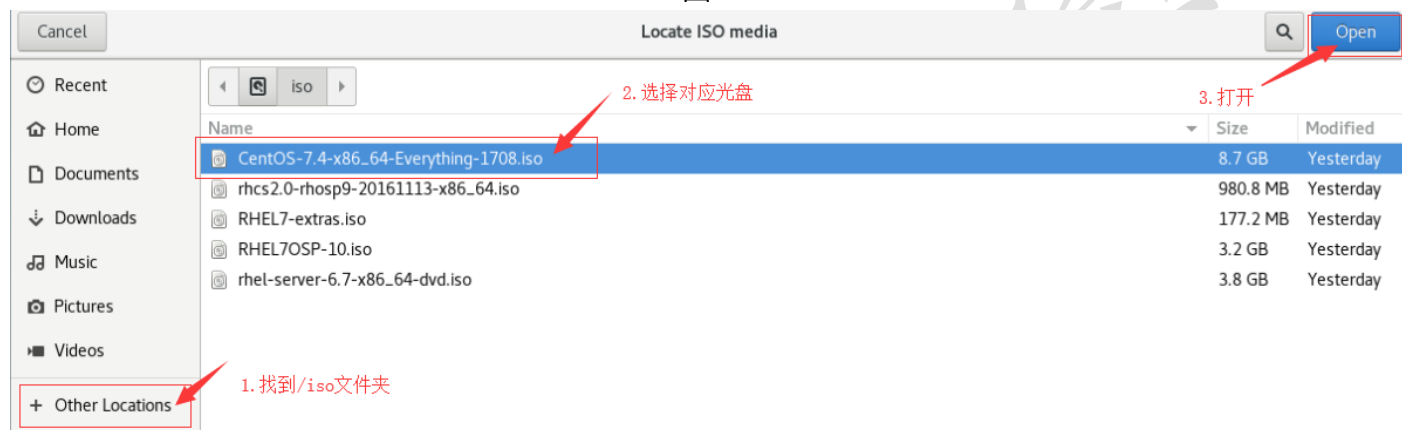 图
Cancel
Locate ISO media
Open
Recent
iso
2.选择对应光盘
3.打开
Home
Name Size Modified
CentOS-7.4-x86_64-Everything-1708.iso 8.7 GB Yesterday
Documents
rhcs2.0-rhosp9-20161113-x86_64.iso 980.8 MB Yesterday
Downloads
RHEL7-extras.iso 177.2 MB Yesterday
RHEL7OSP-10.iso 3.2 GB Yesterday
Music
rhel-server-6.7-x86_64-dvd.iso 3.8 GB Yesterday
Pictures
Videos
1.找到/iso文件夹
+ Other Locations